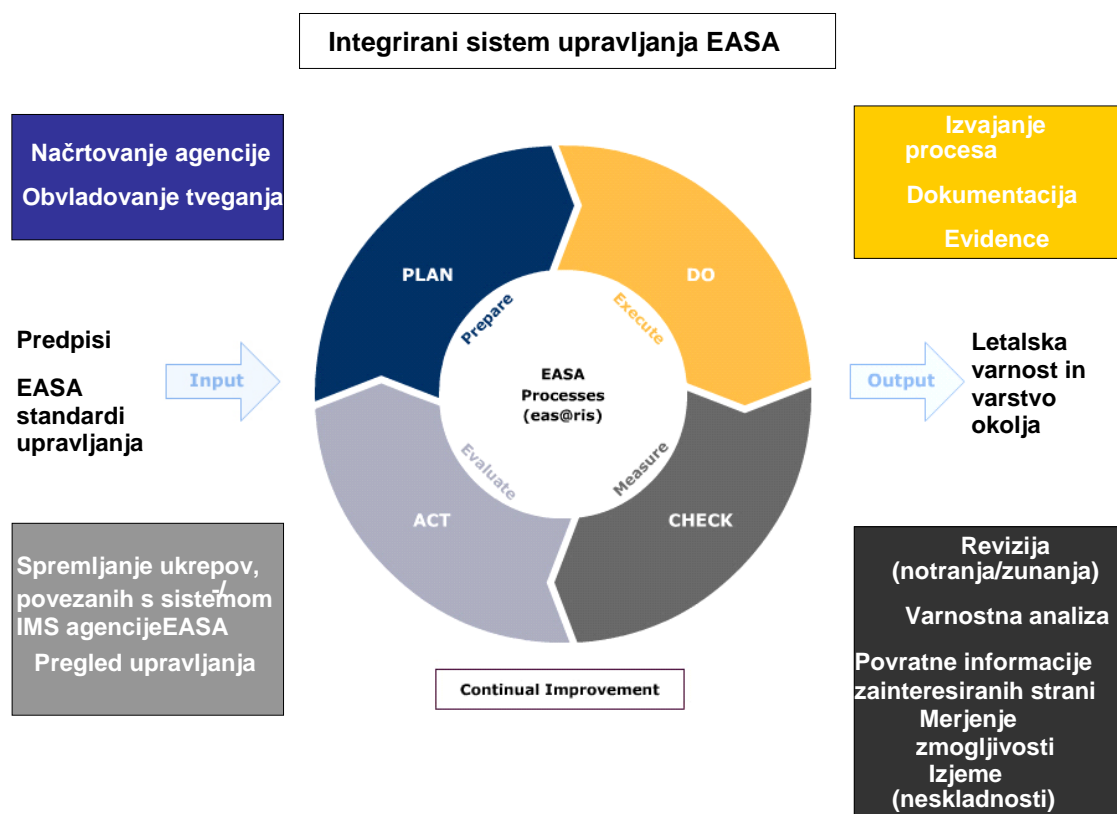 Integrirani sistem upravljanja EASA
Načrtovanje agencije
Obvladovanje tveganja
Izvajanje
procesa
Dokumentacija
Evidence
PLAN
DO
Prepare
Execute
Predpisi
EASA
standardi
upravljanja
Input
EASA
Processes
(eas@ris)
Output
Letalska
varnost in
varstvo
okolja
Evaluate
Measure
ACT
CHECK
Spremljanje ukrepov,
povezanih s sistemom
-/
IMS agencijeEASA
Pregled upravljanja
Continual Improvement
Revizija
(notranja/zunanja)
Varnostna analiza
Povratne informacije
zainteresiranih strani
Merjenje
zmogljivosti
Izjeme
(neskladnosti)